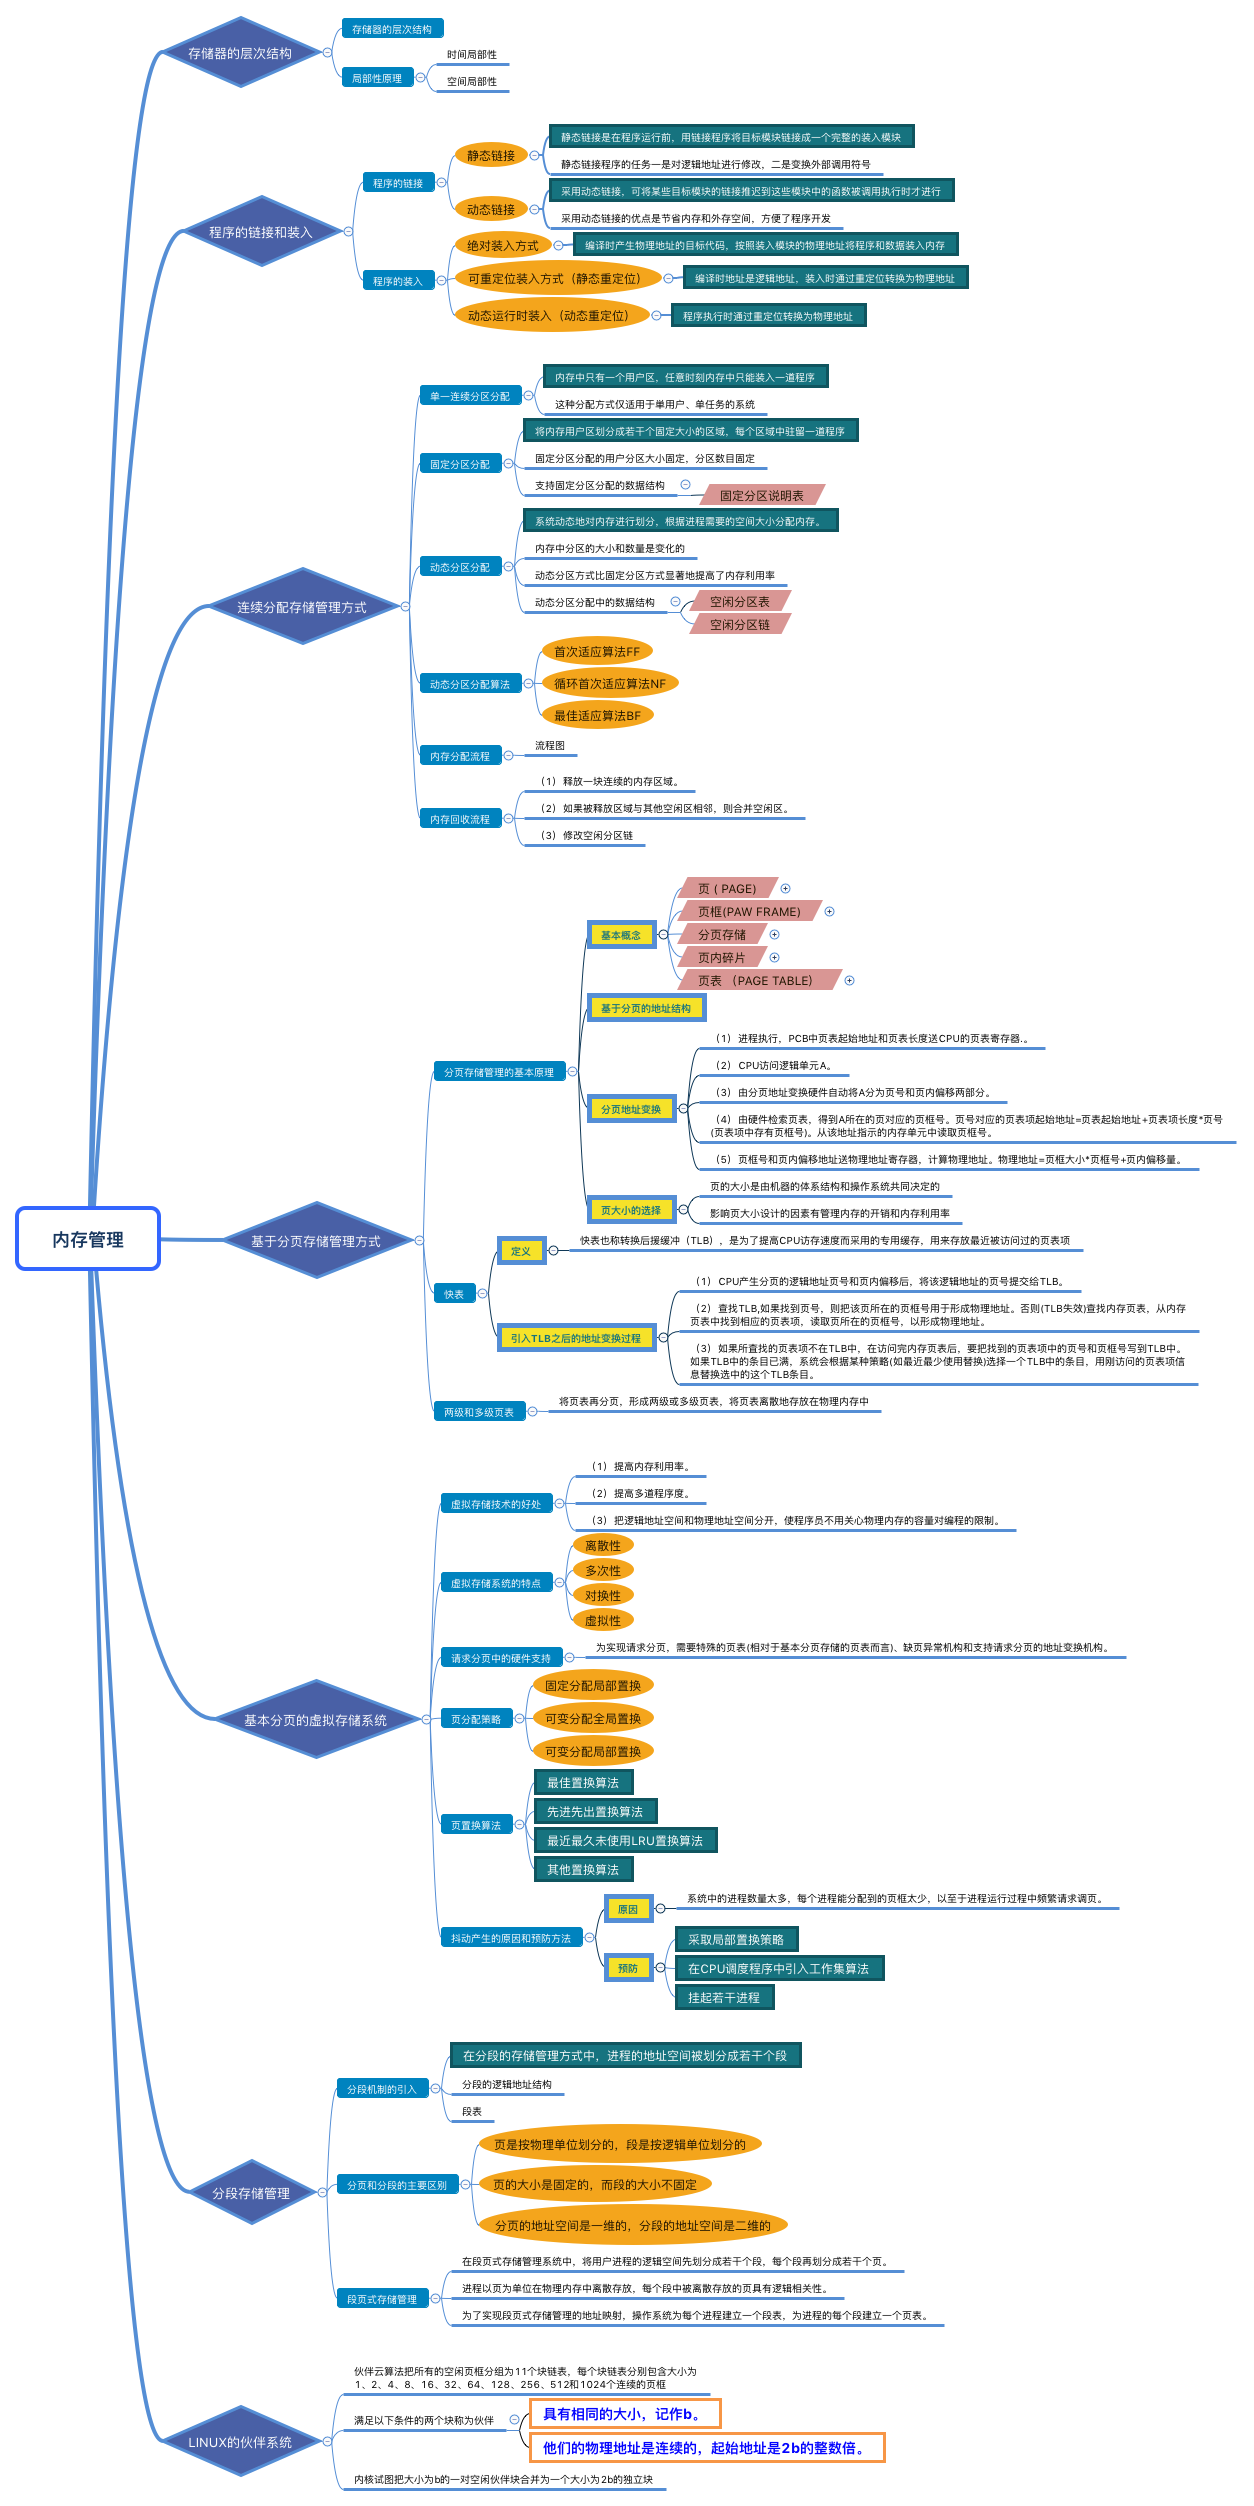 存储器的层次结构
存储器的层次结构
局部性原理
时间局部性
空间局部性
程序的链接和装入
程序的链接
静态链接
静态链接是在程序运行前，用链接程序将目标模块链接成一个完整的装入模块
静态链接程序的任务一是对逻辑地址进行修改，二是变换外部调用符号
动态链接
采用动态链接，可将某些目标模块的链接推迟到这些模块中的函数被调用执行时才进行
采用动态链接的优点是节省内存和外存空间，方便了程序开发
程序的装入
绝对装入方式
编译时产生物理地址的目标代码，按照装入模块的物理地址将程序和数据装入内存
可重定位装入方式（静态重定位）
编译时地址是逻辑地址，装入时通过重定位转换为物理地址
动态运行时装入（动态重定位）
程序执行时通过重定位转换为物理地址
连续分配存储管理方式
单一连续分区分配
内存中只有一个用户区，任意时刻内存中只能装入一道程序
这种分配方式仅适用于单用户、单任务的系统
固定分区分配
将内存用户区划分成若干个固定大小的区域，每个区域中驻留一道程序
固定分区分配的用户分区大小固定，分区数目固定
支持固定分区分配的数据结构
固定分区说明表
动态分区分配
系统动态地对内存进行划分，根据进程需要的空间大小分配内存。
内存中分区的大小和数量是变化的
动态分区方式比固定分区方式显著地提高了内存利用率
动态分区分配中的数据结构
空闲分区表
空闲分区链
动态分区分配算法
首次适应算法FF
循环首次适应算法NF
最佳适应算法BF
内存分配流程
流程图
内存回收流程
（1）释放一块连续的内存区域。
（2）如果被释放区域与其他空闲区相邻，则合并空闲区。
（3）修改空闲分区链
内存管理
基于分页存储管理方式
分页存储管理的基本原理
基本概念
页 ( PAGE)
页框(PAW FRAME)
分页存储
页内碎片
页表 （PAGE TABLE）
基于分页的地址结构
分页地址变换
（1）进程执行，PCB中页表起始地址和页表长度送CPU的页表寄存器.。
（2）CPU访问逻辑单元A。
（3）由分页地址变换硬件自动将A分为页号和页内偏移两部分。
（4）由硬件检索页表，得到A所在的页对应的页框号。页号对应的页表项起始地址=页表起始地址+页表项长度*页号
(页表项中存有页框号)。从该地址指示的内存单元中读取页框号。
（5）页框号和页内偏移地址送物理地址寄存器，计算物理地址。物理地址=页框大小*页框号+页内偏移量。
页大小的选择
页的大小是由机器的体系结构和操作系统共同决定的
影响页大小设计的因素有管理内存的开销和内存利用率
快表
定义
快表也称转换后援缓冲（TLB），是为了提高CPU访存速度而采用的专用缓存，用来存放最近被访问过的页表项
引入TLB之后的地址变换过程
（1）CPU产生分页的逻辑地址页号和页内偏移后，将该逻辑地址的页号提交给TLB。
（2）查找TLB,如果找到页号，则把该页所在的页框号用于形成物理地址。否则(TLB失效)查找内存页表，从内存
页表中找到相应的页表项，读取页所在的页框号，以形成物理地址。
（3）如果所查找的页表项不在TLB中，在访问完内存页表后，要把找到的页表项中的页号和页框号写到TLB中。
如果TLB中的条目已满，系统会根据某种策略(如最近最少使用替换)选择一个TLB中的条目，用刚访问的页表项信
息替换选中的这个TLB条目。
两级和多级页表
将页表再分页，形成两级或多级页表，将页表离散地存放在物理内存中
基本分页的虚拟存储系统
虚拟存储技术的好处
（1）提高内存利用率。
（2）提高多道程序度。
（3）把逻辑地址空间和物理地址空间分开，使程序员不用关心物理内存的容量对编程的限制。
虚拟存储系统的特点
离散性
多次性
对换性
虚拟性
请求分页中的硬件支持
为实现请求分页，需要特殊的页表(相对于基本分页存储的页表而言)、缺页异常机构和支持请求分页的地址变换机构。
页分配策略
固定分配局部置换
可变分配全局置换
可变分配局部置换
页置换算法
最佳置换算法
先进先出置换算法
最近最久未使用LRU置换算法
其他置换算法
抖动产生的原因和预防方法
原因
系统中的进程数量太多，每个进程能分配到的页框太少，以至于进程运行过程中频繁请求调页。
预防
采取局部置换策略
在CPU调度程序中引入工作集算法
挂起若干进程
分段存储管理
分段机制的引入
在分段的存储管理方式中，进程的地址空间被划分成若干个段
分段的逻辑地址结构
段表
分页和分段的主要区别
页是按物理单位划分的，段是按逻辑单位划分的
页的大小是固定的，而段的大小不固定
分页的地址空间是一维的，分段的地址空间是二维的
段页式存储管理
在段页式存储管理系统中，将用户进程的逻辑空间先划分成若干个段，每个段再划分成若干个页。
进程以页为单位在物理内存中离散存放，每个段中被离散存放的页具有逻辑相关性。
为了实现段页式存储管理的地址映射，操作系统为每个进程建立一个段表，为进程的每个段建立一个页表。
LINUX的伙伴系统
伙伴云算法把所有的空闲页框分组为11个块链表，每个块链表分别包含大小为
1、2、4、8、16、32、64、128、256、512和1024个连续的页框
满足以下条件的两个块称为伙伴
具有相同的大小，记作b。
他们的物理地址是连续的，起始地址是2b的整数倍。
内核试图把大小为b的一对空闲伙伴块合并为一个大小为2b的独立块